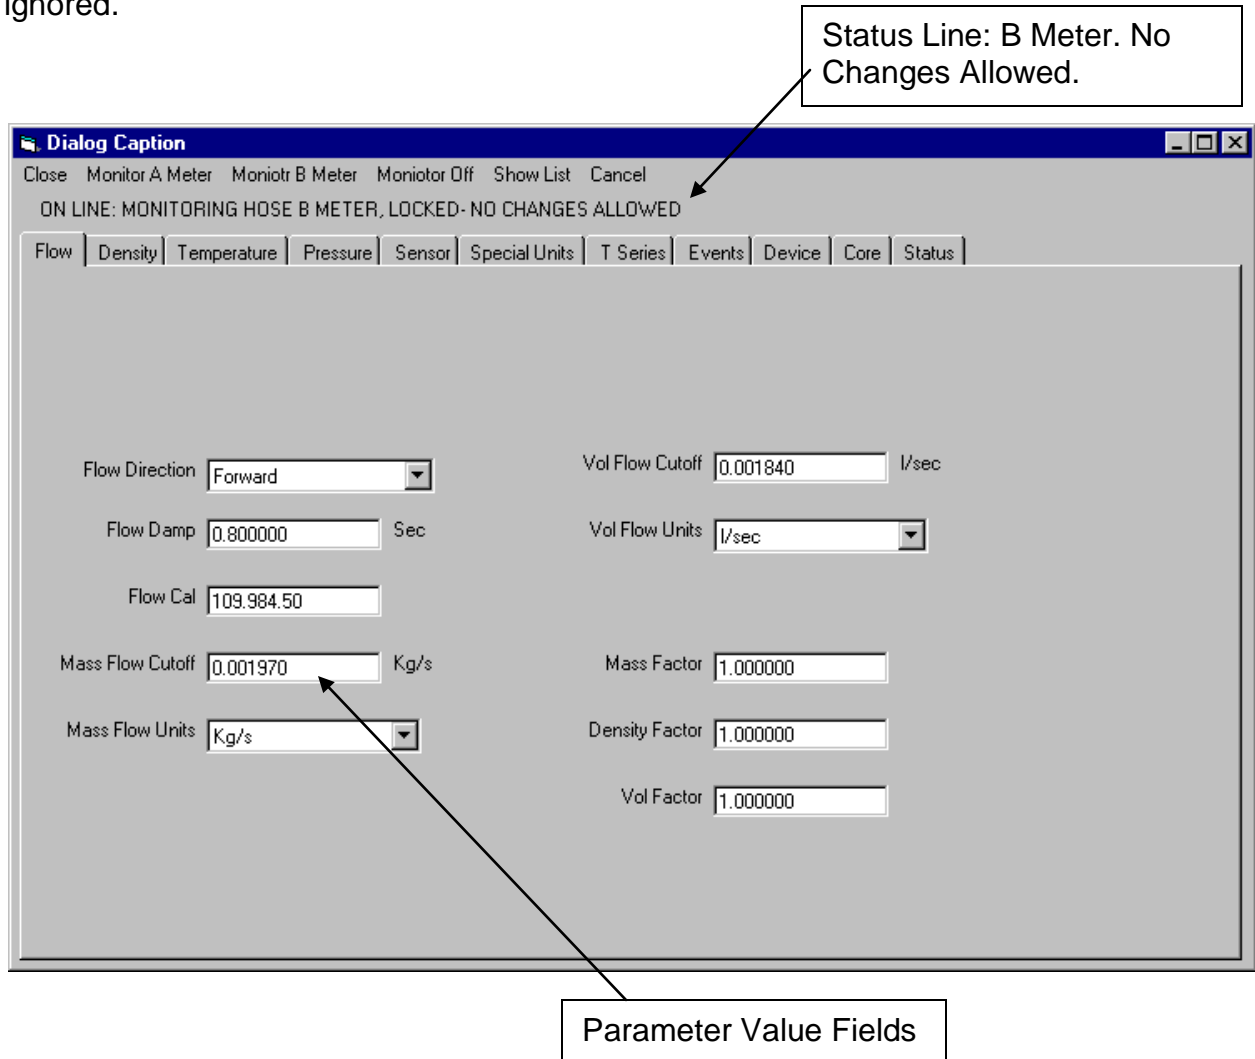 ignored.
Status Line: B Meter. No
Changes Allowed.
Dialog Caption
Close Monitor A Meter Moniotr B Meter Moniotor Off Show List Cancel
ON LINE: MONITORING HOSE B METER, LOCKED- NO CHANGES ALLOWED
Flow Density Temperature Pressure Sensor Special Units T Series Events Device Core Status
Flow Direction Forward Vol Flow Cutoff 0.001840 l/sec
Flow Damp 0.800000 Sec Vol Flow Units l/sec
Flow Cal 109.984.50
Mass Flow Cutoff 0.001970 Kg/s Mass Factor 1.000000
Mass Flow Units Kg/s Density Factor 1.000000
Vol Factor 1.000000
Parameter Value Fields